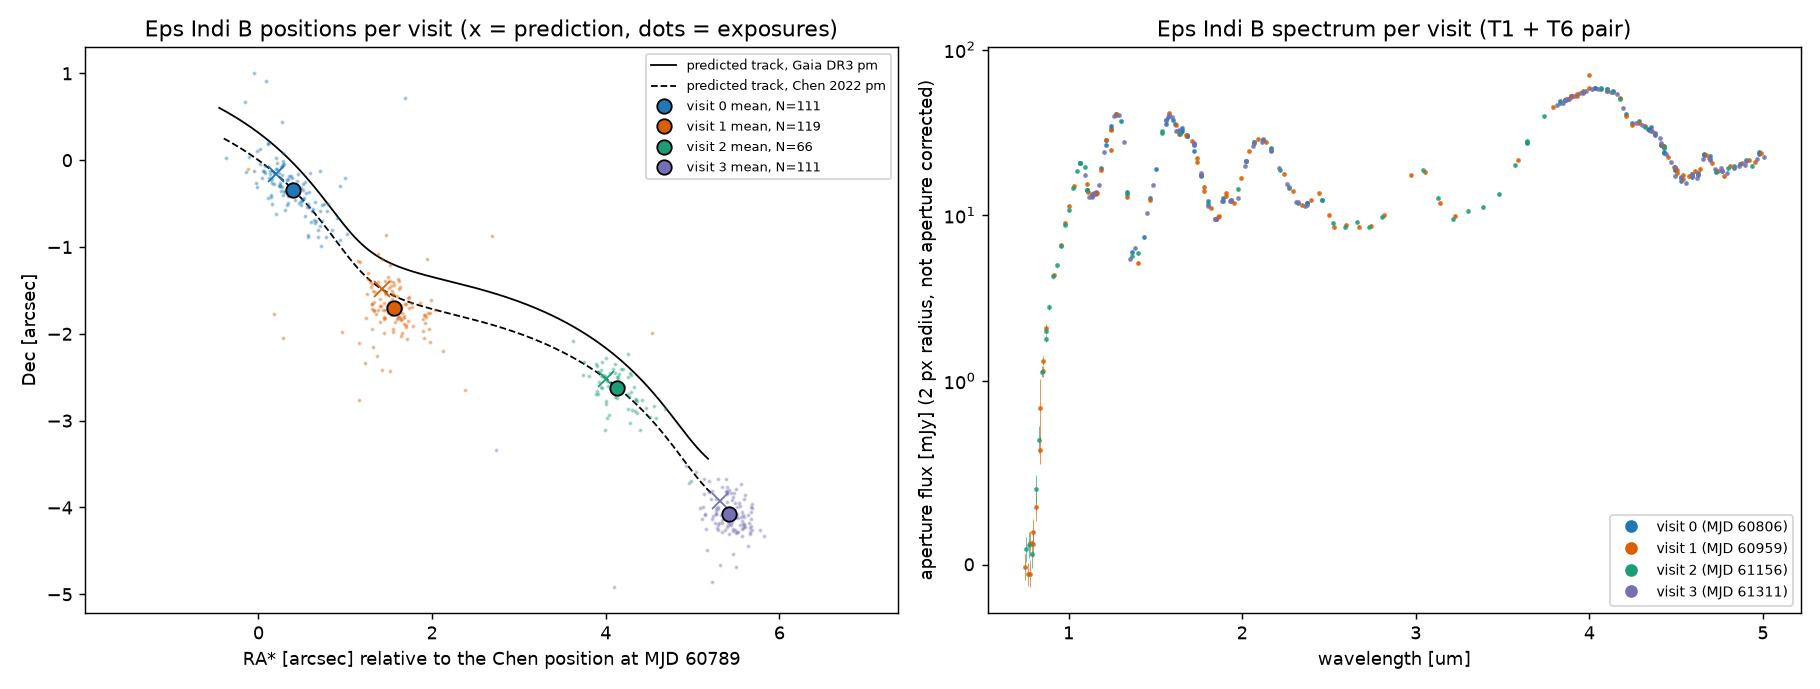 Eps Indi B positions per visit (x = prediction, dots = exposures)
predicted track, Gaia DR3 pm
predicted track, Chen 2022 pm
visit 0 mean, N=111
visit 1 mean, N=119
visit 2 mean, N=66
visit 3 mean, N=111
Dec [arcsec]
1
0
−1
−2
−3
−4
−5
0 2 4 6
RA* [arcsec] relative to the Chen position at MJD 60789
Eps Indi B spectrum per visit (T1 + T6 pair)
aperture flux [mJy] (2 px radius, not aperture corrected)
10²
10¹
10⁰
0
visit 0 (MJD 60806)
visit 1 (MJD 60959)
visit 2 (MJD 61156)
visit 3 (MJD 61311)
1 2 3 4 5
wavelength [um]